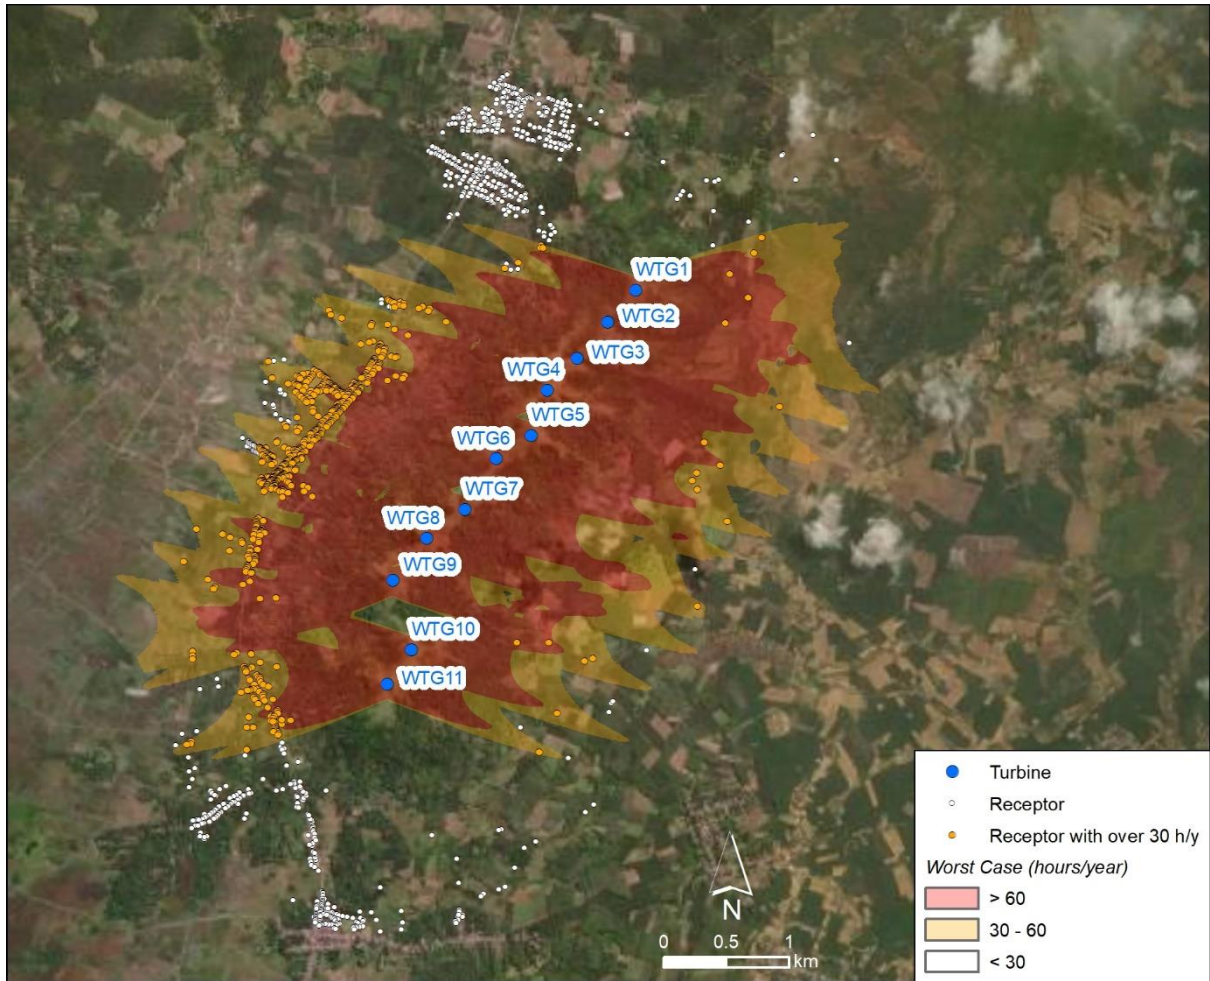 WTG1
WTG2
WTG3
WTG4
WTG5
WTG6
WTG7
WTG8
WTG9
WTG10
WTG11
Turbine
Receptor
Receptor with over 30 h/y
Worst Case (hours/year)
> 60
30 - 60
< 30
N
0 0.5 1
km